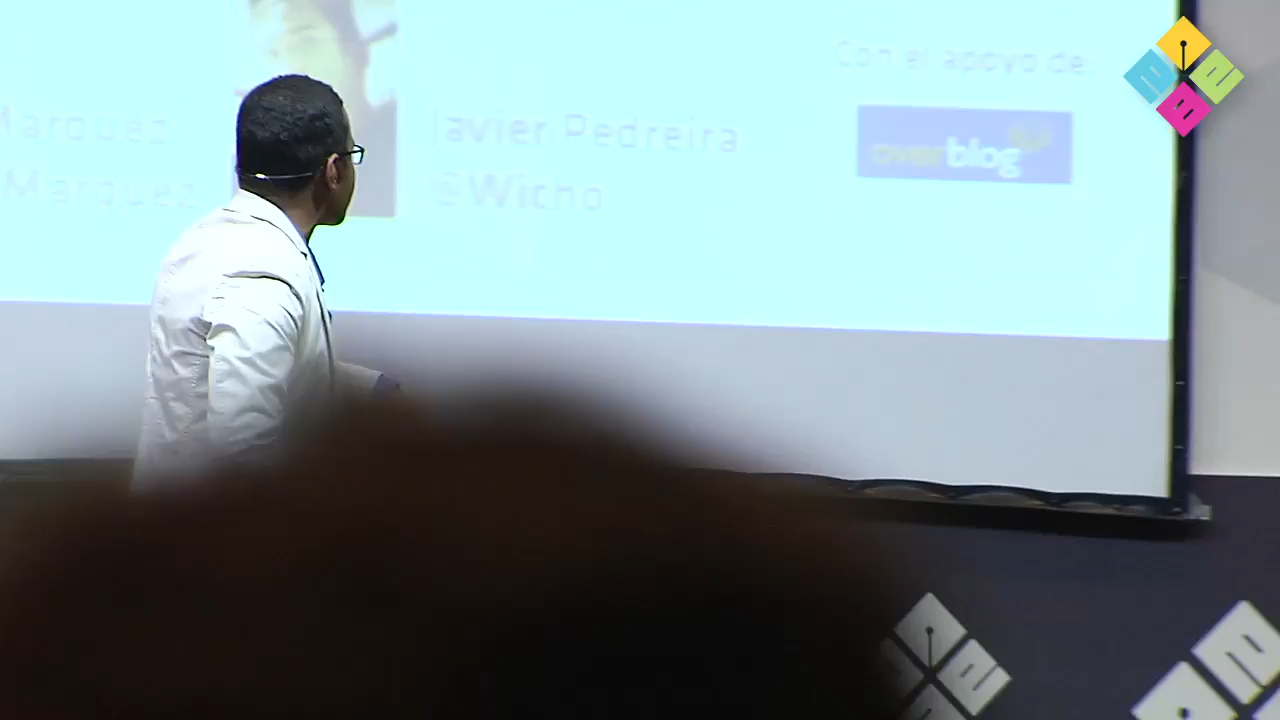 Con el apoyo de
Marquez
Javier Pedreira
overblog
Marquez
@Wicho